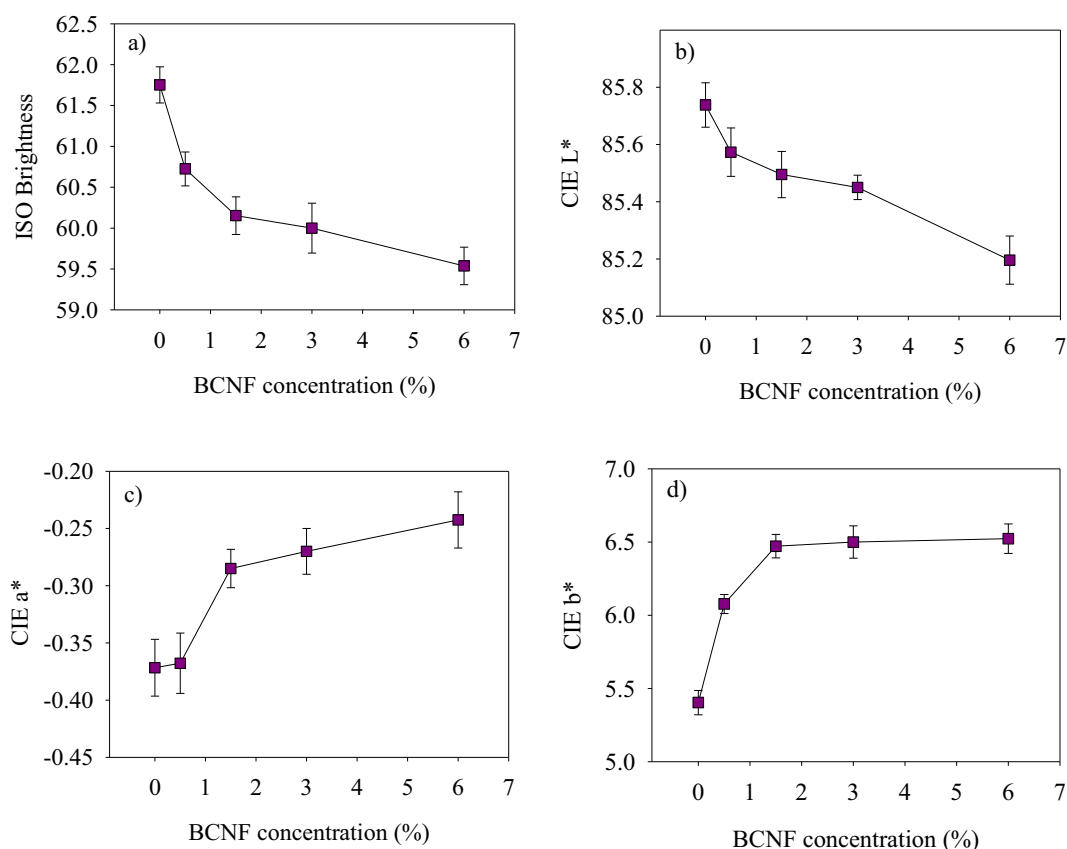 a)
ISO Brightness
62.5
62.0
61.5
61.0
60.5
60.0
59.5
59.0
0 1 2 3 4 5 6 7
BCNF concentration (%)
b)
CIE L*
85.8
85.6
85.4
85.2
85.0
0 1 2 3 4 5 6 7
BCNF concentration (%)
c)
CIE a*
-0.20
-0.25
-0.30
-0.35
-0.40
-0.45
0 1 2 3 4 5 6 7
BCNF concentration (%)
d)
CIE b*
7.0
6.5
6.0
5.5
5.0
0 1 2 3 4 5 6 7
BCNF concentration (%)